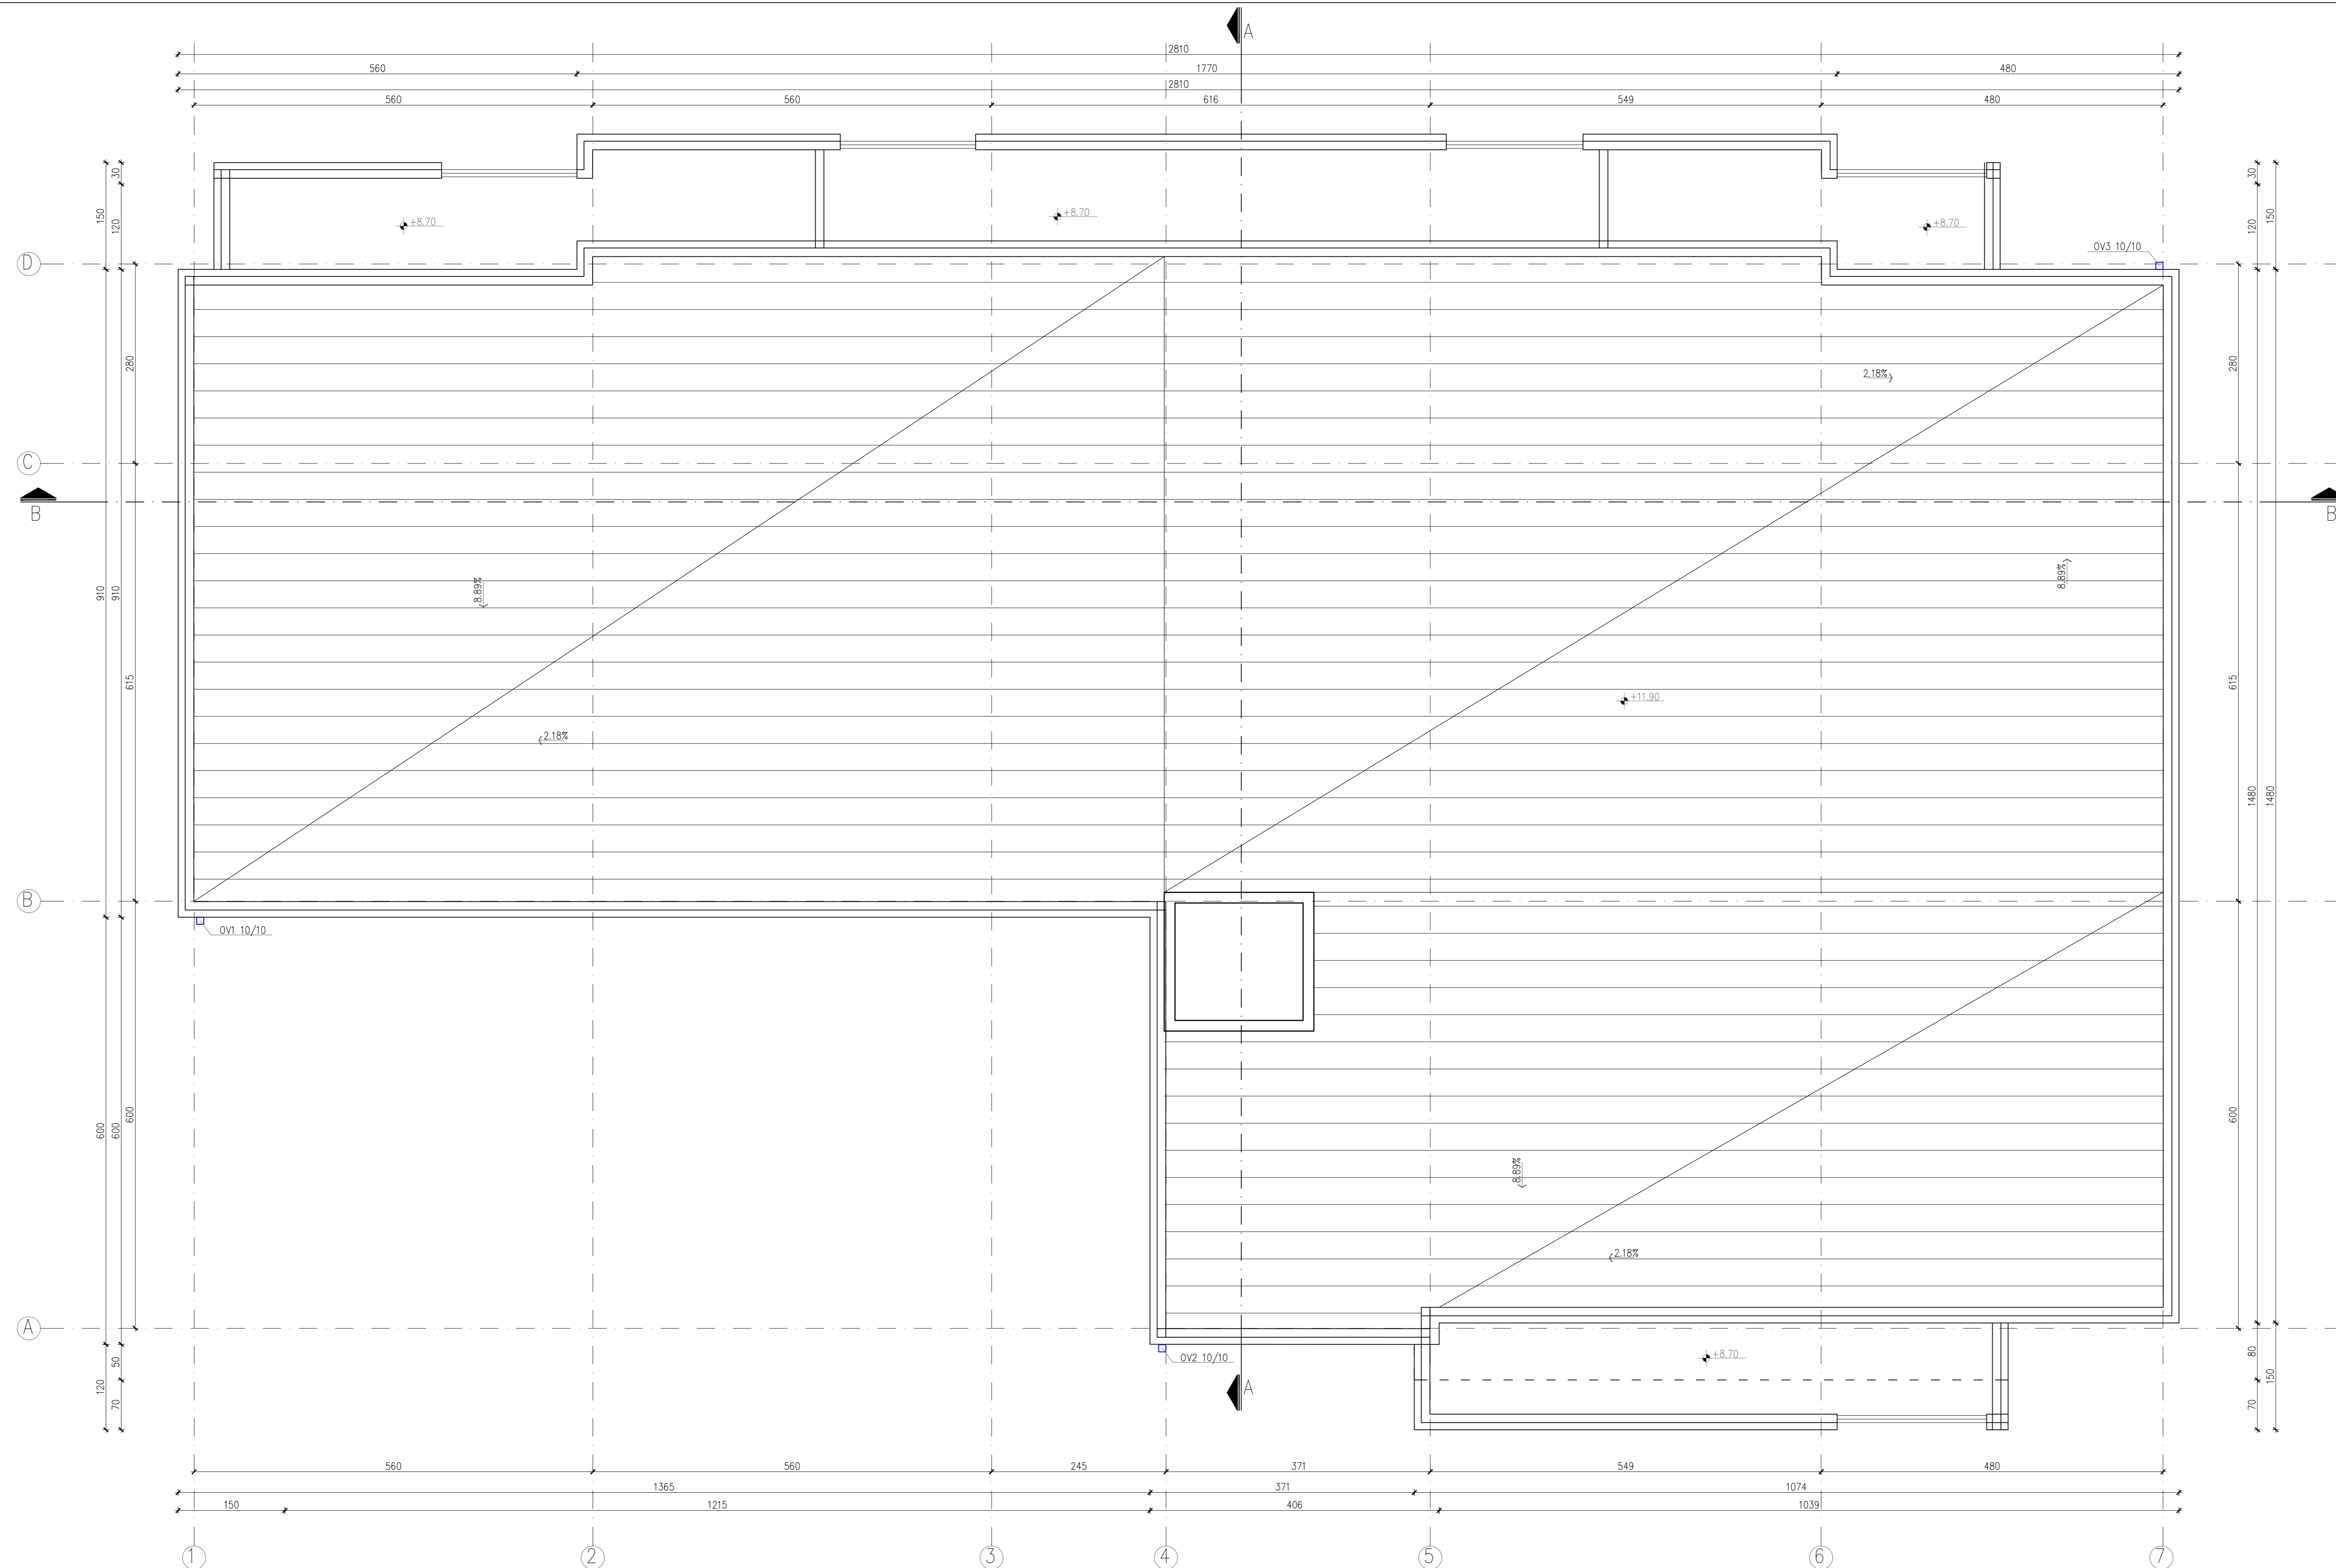 A
2810
560 1770 480
2810
560 560 616 549 480
30 30
150 120 120 150
+8.70 +8.70 +8.70
OV3 10/10
D
280 280
2.18%
C
B B
8.89%
910 910 8.89%
615 615
+11.90
2.18%
1480 1480
B
OV1 10/10
600 600 600 600
8.89%
2.18%
A
OV2 10/10
+8.70
50 80
120 150
A
70 70
560 560 245 371 549 480
1365 371 1074
150 1215 406 1039
1 2 3 4 5 6 7